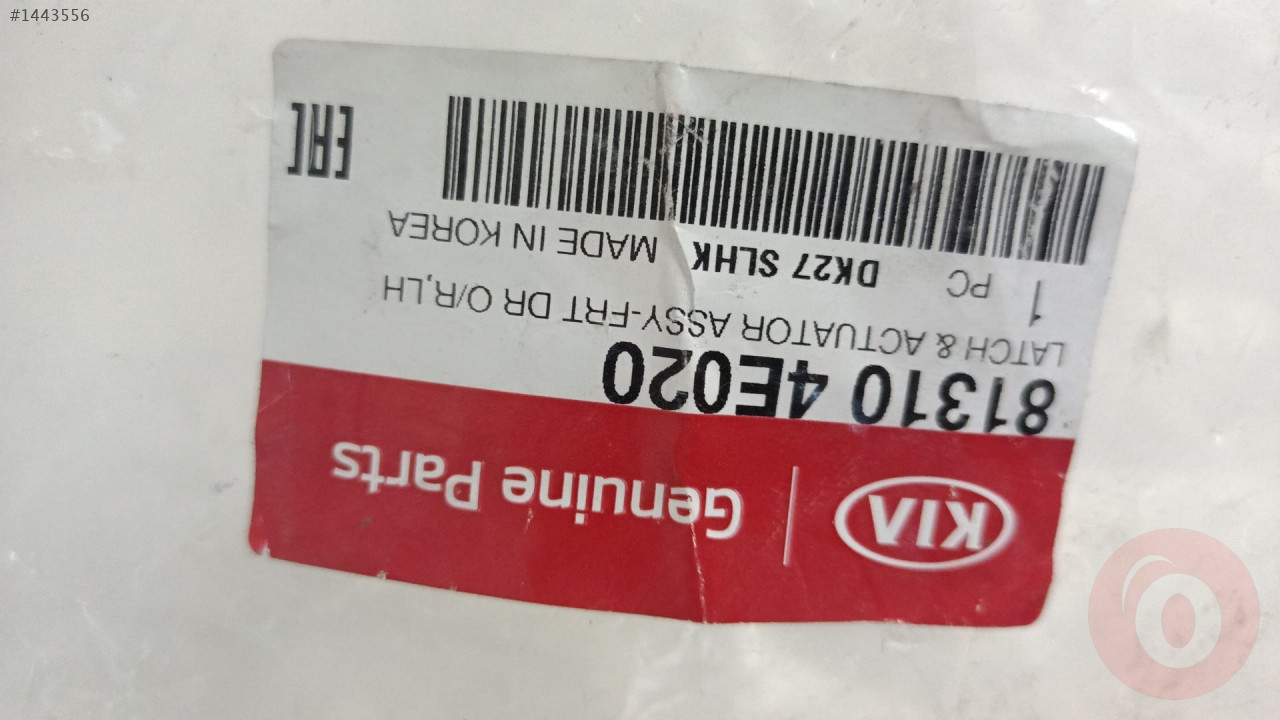 #1443556
KIA Genuine Parts
81310 4E020
LATCH & ACTUATOR ASSY-FRT DR O/R,LH
1 PC DK27 SLHK MADE IN KOREA
EAC